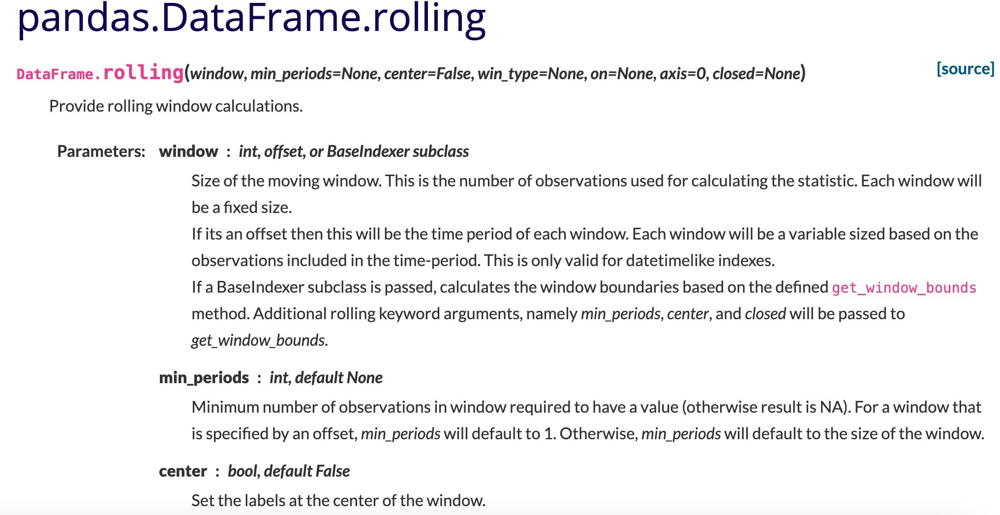 pandas.DataFrame.rolling
DataFrame.rolling(window, min_periods=None, center=False, win_type=None, on=None, axis=0, closed=None) [source]
Provide rolling window calculations.
Parameters: window : int, offset, or BaseIndexer subclass
Size of the moving window. This is the number of observations used for calculating the statistic. Each window will
be a fixed size.
If its an offset then this will be the time period of each window. Each window will be a variable sized based on the
observations included in the time-period. This is only valid for datetimelike indexes.
If a BaseIndexer subclass is passed, calculates the window boundaries based on the defined get_window_bounds
method. Additional rolling keyword arguments, namely min_periods, center, and closed will be passed to
get_window_bounds.
min_periods : int, default None
Minimum number of observations in window required to have a value (otherwise result is NA). For a window that
is specified by an offset, min_periods will default to 1. Otherwise, min_periods will default to the size of the window.
center : bool, default False
Set the labels at the center of the window.